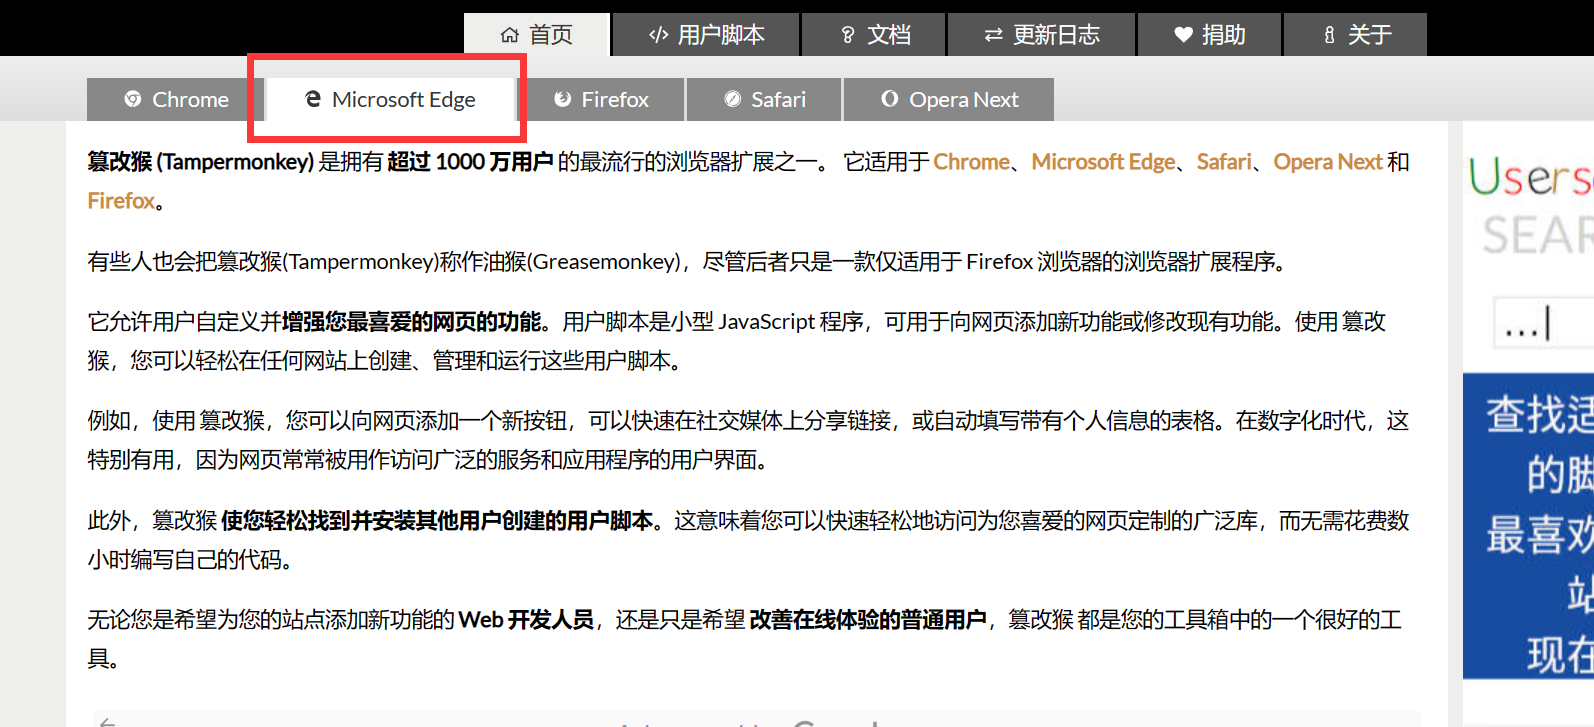 首页 用户脚本 文档 更新日志 捐助 关于
Chrome Microsoft Edge Firefox Safari Opera Next
篡改猴 (Tampermonkey) 是拥有 超过 1000 万用户 的最流行的浏览器扩展之一。 它适用于 Chrome、Microsoft Edge、Safari、Opera Next 和
Firefox。
有些人也会把篡改猴(Tampermonkey)称作油猴(Greasemonkey)，尽管后者只是一款仅适用于 Firefox 浏览器的浏览器扩展程序。
它允许用户自定义并增强您最喜爱的网页的功能。用户脚本是小型 JavaScript 程序，可用于向网页添加新功能或修改现有功能。使用 篡改
猴，您可以轻松在任何网站上创建、管理和运行这些用户脚本。
例如，使用 篡改猴，您可以向网页添加一个新按钮，可以快速在社交媒体上分享链接，或自动填写带有个人信息的表格。在数字化时代，这
特别有用，因为网页常常被用作访问广泛的服务和应用程序的用户界面。
此外，篡改猴 使您轻松找到并安装其他用户创建的用户脚本。这意味着您可以快速轻松地访问为您喜爱的网页定制的广泛库，而无需花费数
小时编写自己的代码。
无论您是希望为您的站点添加新功能的 Web 开发人员，还是只是希望 改善在线体验的普通用户，篡改猴 都是您的工具箱中的一个很好的工
具。
Users
SEAR
...|
查找适
的脚
最喜欢
站
现在